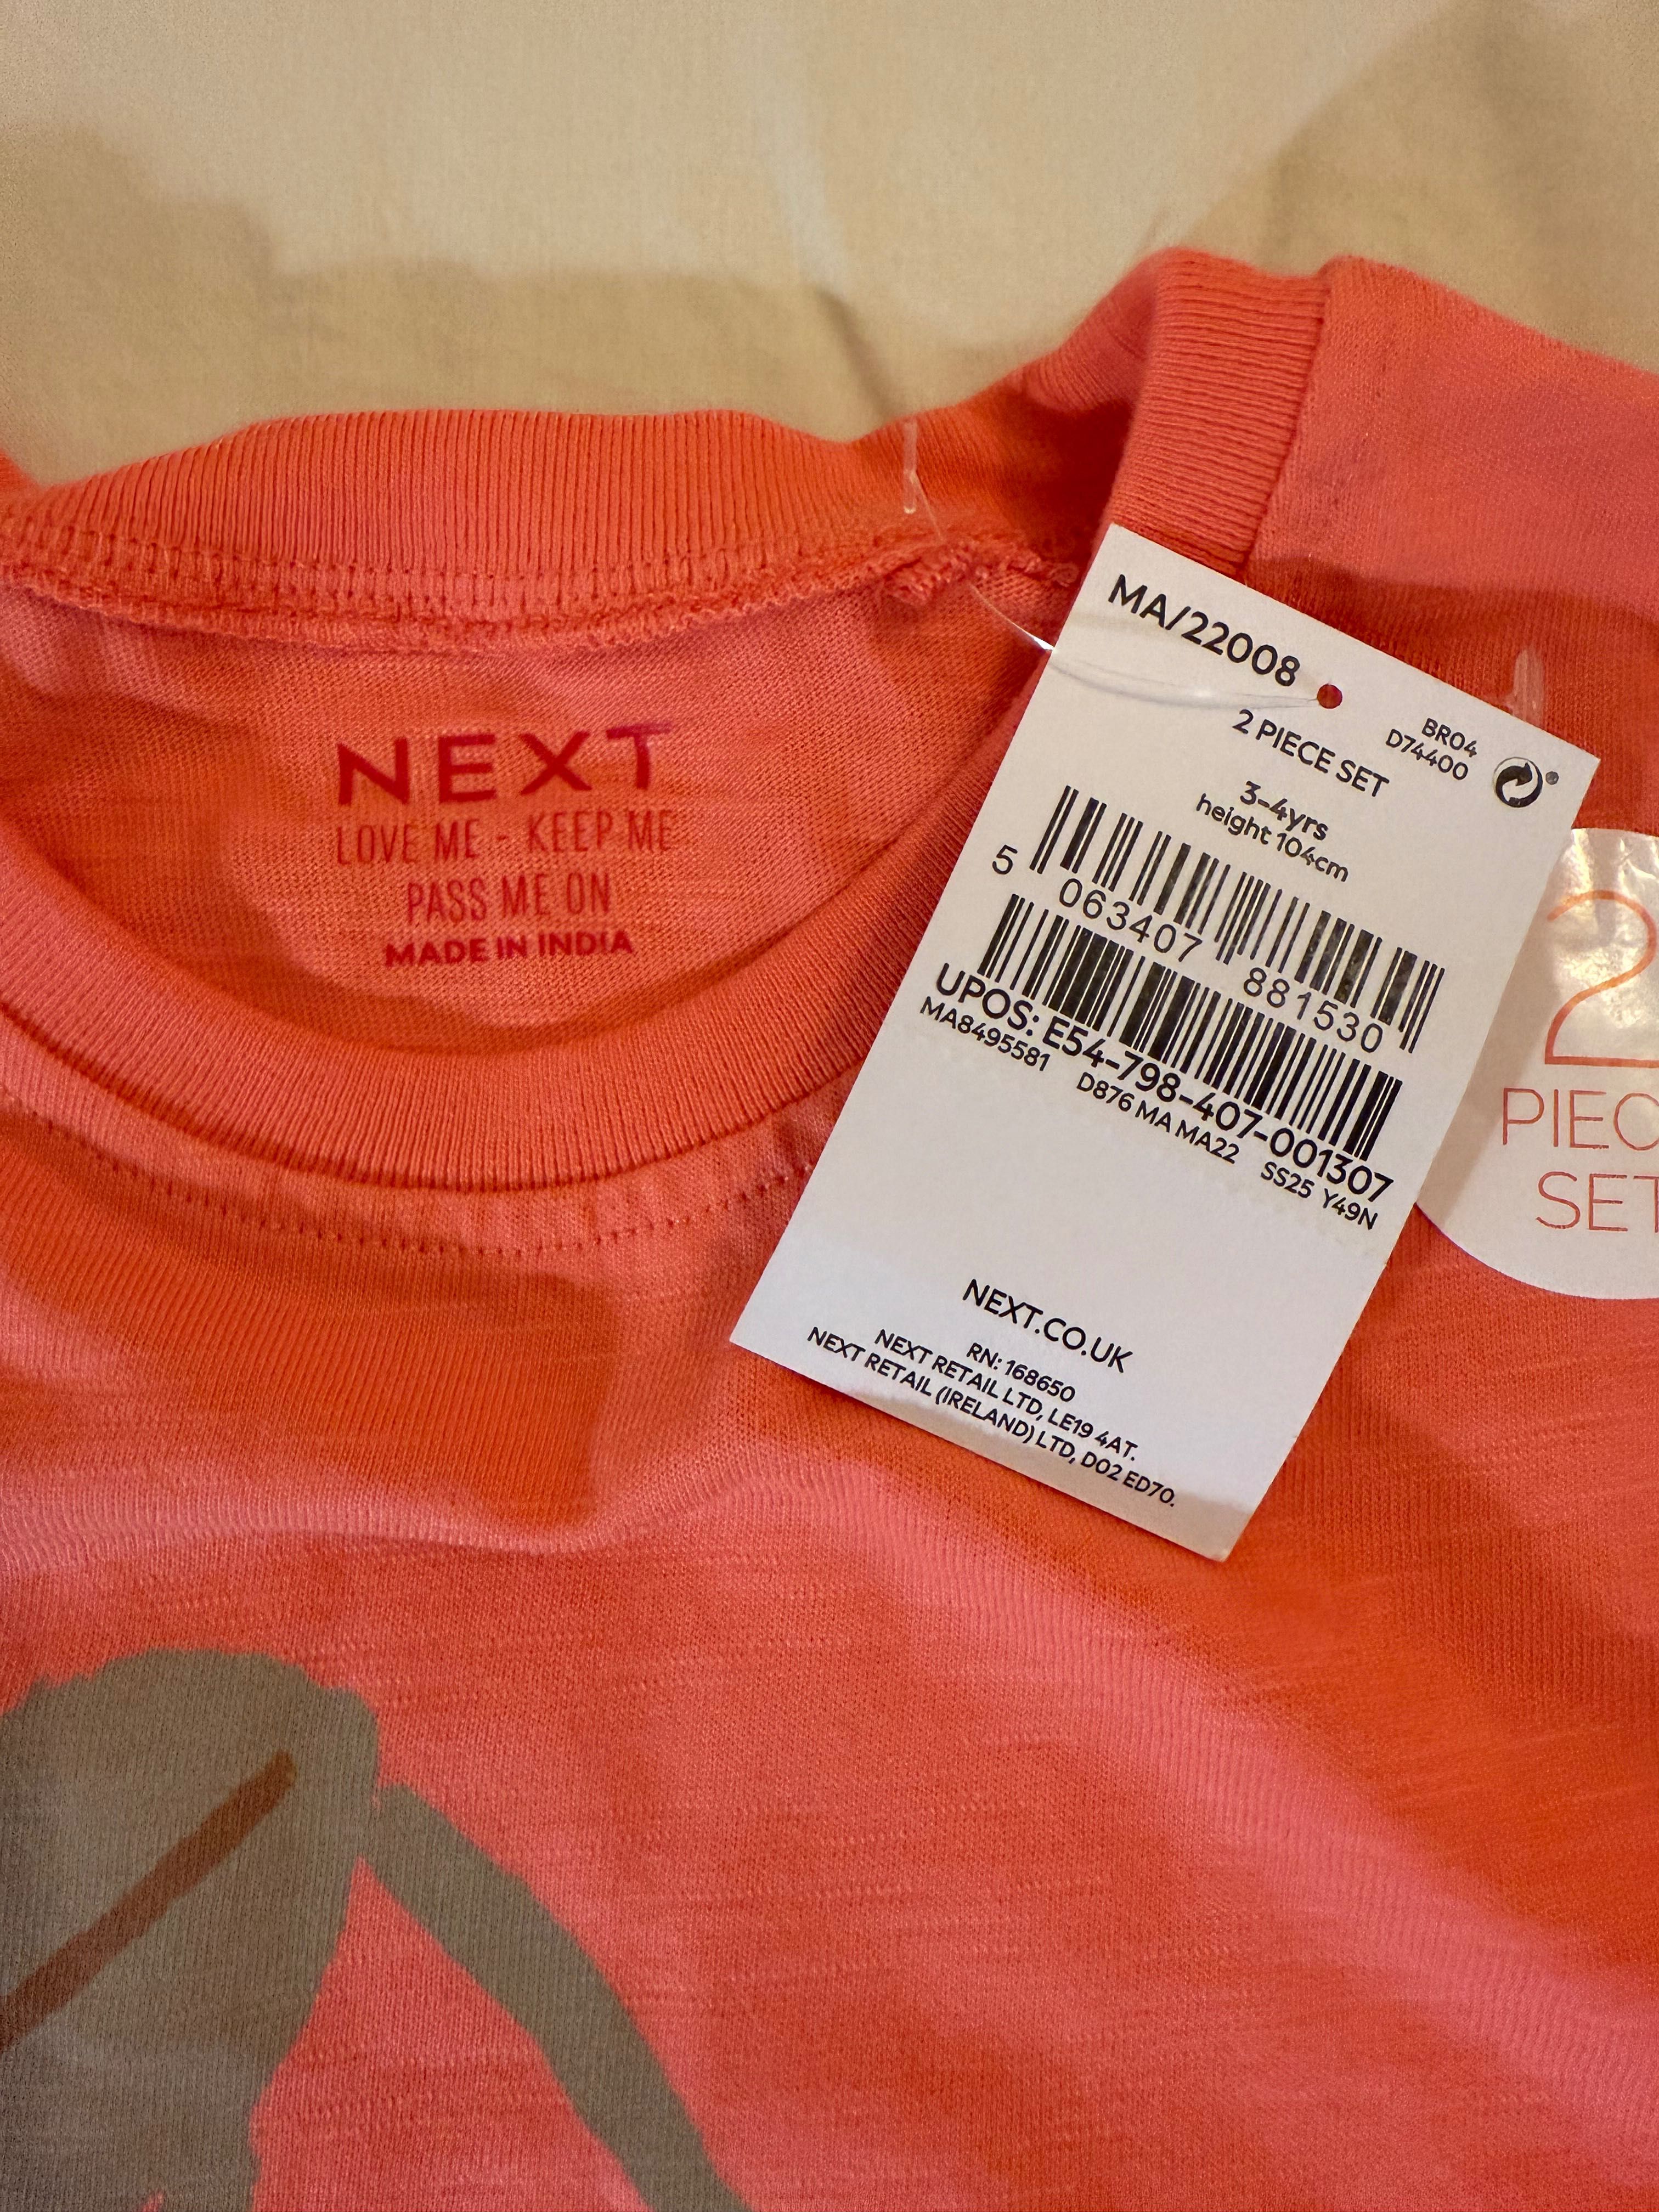 NEXT
LOVE ME - KEEP ME
PASS ME ON
MADE IN INDIA
MA/22008
BR04
D74400
2 PIECE SET
3-4yrs
height 104cm
5 063407 881530
UPOS: E54-798-407-001307
MA8495581 D876 MA MA22 SS25 Y49N
NEXT.CO.UK
RN: 168650
NEXT RETAIL LTD, LE19 4AT.
NEXT RETAIL (IRELAND) LTD, D02 ED70.
2
PIEC
SET